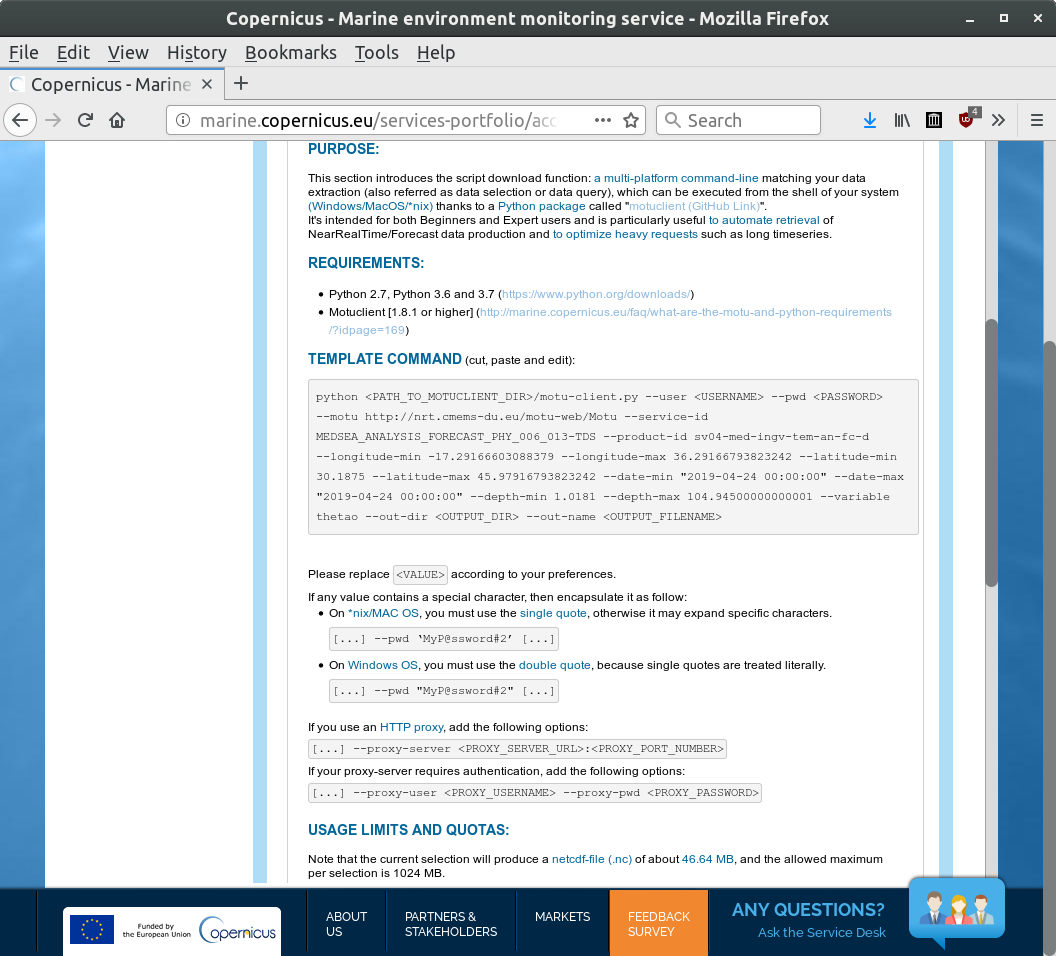 Copernicus - Marine environment monitoring service - Mozilla Firefox
File Edit View History Bookmarks Tools Help
Copernicus - Marine
marine.copernicus.eu/services-portfolio/acc
Search
4
PURPOSE:
This section introduces the script download function: a multi-platform command-line matching your data
extraction (also referred as data selection or data query), which can be executed from the shell of your system
(Windows/MacOS/*nix) thanks to a Python package called "motuclient (GitHub Link)".
It's intended for both Beginners and Expert users and is particularly useful to automate retrieval of
NearRealTime/Forecast data production and to optimize heavy requests such as long timeseries.
REQUIREMENTS:
• Python 2.7, Python 3.6 and 3.7 (https://www.python.org/downloads/)
• Motuclient [1.8.1 or higher] (http://marine.copernicus.eu/faq/what-are-the-motu-and-python-requirements
/?idpage=169)
TEMPLATE COMMAND (cut, paste and edit):
python <PATH_TO_MOTUCLIENT_DIR>/motu-client.py --user <USERNAME> --pwd <PASSWORD>
--motu http://nrt.cmems-du.eu/motu-web/Motu --service-id
MEDSEA_ANALYSIS_FORECAST_PHY_006_013-TDS --product-id sv04-med-ingv-tem-an-fc-d
--longitude-min -17.29166603088379 --longitude-max 36.29166793823242 --latitude-min
30.1875 --latitude-max 45.97916793823242 --date-min "2019-04-24 00:00:00" --date-max
"2019-04-24 00:00:00" --depth-min 1.0181 --depth-max 104.94500000000001 --variable
thetao --out-dir <OUTPUT_DIR> --out-name <OUTPUT_FILENAME>
Please replace <VALUE> according to your preferences.
If any value contains a special character, then encapsulate it as follow:
• On *nix/MAC OS, you must use the single quote, otherwise it may expand specific characters.
[...] --pwd ‘MyP@ssword#2’ [...]
• On Windows OS, you must use the double quote, because single quotes are treated literally.
[...] --pwd "MyP@ssword#2" [...]
If you use an HTTP proxy, add the following options:
[...] --proxy-server <PROXY_SERVER_URL>:<PROXY_PORT_NUMBER>
If your proxy-server requires authentication, add the following options:
[...] --proxy-user <PROXY_USERNAME> --proxy-pwd <PROXY_PASSWORD>
USAGE LIMITS AND QUOTAS:
Note that the current selection will produce a netcdf-file (.nc) of about 46.64 MB, and the allowed maximum
per selection is 1024 MB.
Funded by
the European Union
opernicus
ABOUT
US
PARTNERS &
STAKEHOLDERS
MARKETS
FEEDBACK
SURVEY
ANY QUESTIONS?
Ask the Service Desk